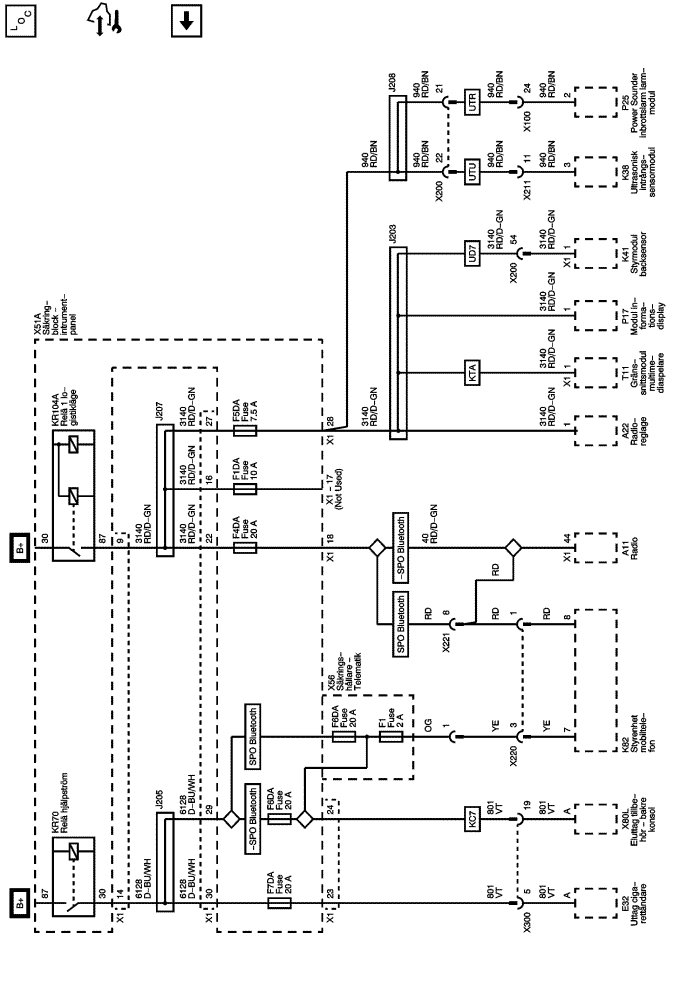 LOC
B+
KR70
Relä hjälpström
87
30
14
X1
6128
D-BU/WH
J205
6128
D-BU/WH
6128
D-BU/WH
X1
30
29
F7DA
Fuse
20 A
SPO Bluetooth
~SPO Bluetooth
F6DA
Fuse
20 A
X1
23
24
801
VT
KC7
801
VT
X300
5
19
801
VT
801
VT
A
A
E32
Uttag ciga-
rettändare
X80L
Eluttag tillbe-
hör - bakre
konsol
X51A
Säkring-
block -
intrument-
panel
B+
KR104A
Relä 1 lo-
gistikläge
30
87
X1
9
3140
RD/D-GN
J207
3140
RD/D-GN
3140
RD/D-GN
3140
RD/D-GN
22
16
27
F4DA
Fuse
20 A
F1DA
Fuse
10 A
F5DA
Fuse
7,5 A
X1
18
X1 - 17
(Not Used)
X1
28
X56
Säkrings-
hållare -
Telematik
F6DA
Fuse
20 A
F1
Fuse
2 A
OG
1
YE
X220
3
YE
7
SPO Bluetooth
~SPO Bluetooth
RD
X221
8
RD
1
RD
8
40
RD/D-GN
RD
X1
44
K82
Styrenhet
mobiltele-
fon
A11
Radio
3140
RD/D-GN
J203
940
RD/BN
J208
940
RD/BN
940
RD/BN
X200
22
21
UTU
UTR
940
RD/BN
940
RD/BN
X211
11
X100
24
940
RD/BN
940
RD/BN
3
2
P25
Power Sounder
inbrottslarm larm-
modul
K38
Ultrasonisk
intrångs-
sensormodul
UD7
3140
RD/D-GN
X200
54
3140
RD/D-GN
X1
1
K41
Styrmodul
backsensor
3140
RD/D-GN
1
P17
Modul in-
forma-
tions-
display
KTA
3140
RD/D-GN
X1
1
T11
Gräns-
snittsmodul
multime-
diaspelare
3140
RD/D-GN
1
A22
Radio-
reglage